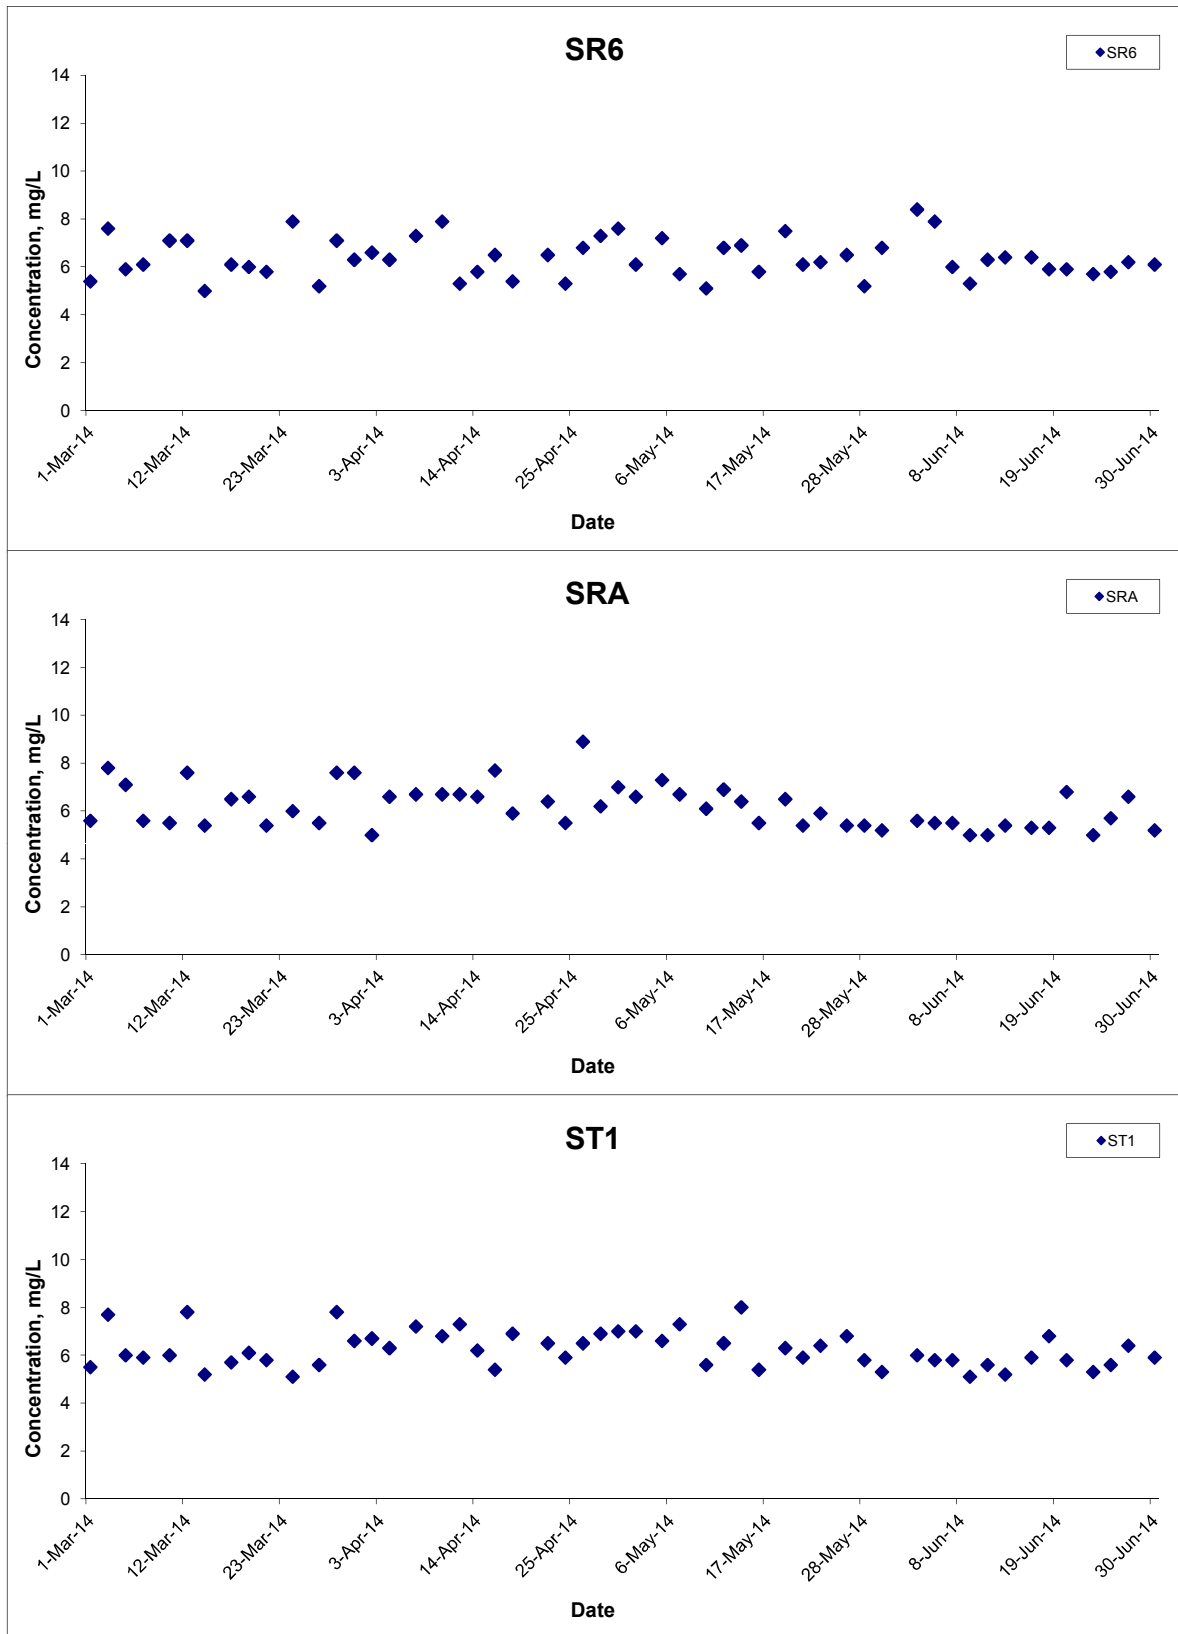 SR6
SR6
Concentration, mg/L
14
12
10
8
6
4
2
0
1-Mar-14
12-Mar-14
23-Mar-14
3-Apr-14
14-Apr-14
25-Apr-14
6-May-14
17-May-14
28-May-14
8-Jun-14
19-Jun-14
30-Jun-14
Date
SRA
SRA
Concentration, mg/L
14
12
10
8
6
4
2
0
1-Mar-14
12-Mar-14
23-Mar-14
3-Apr-14
14-Apr-14
25-Apr-14
6-May-14
17-May-14
28-May-14
8-Jun-14
19-Jun-14
30-Jun-14
Date
ST1
ST1
Concentration, mg/L
14
12
10
8
6
4
2
0
1-Mar-14
12-Mar-14
23-Mar-14
3-Apr-14
14-Apr-14
25-Apr-14
6-May-14
17-May-14
28-May-14
8-Jun-14
19-Jun-14
30-Jun-14
Date